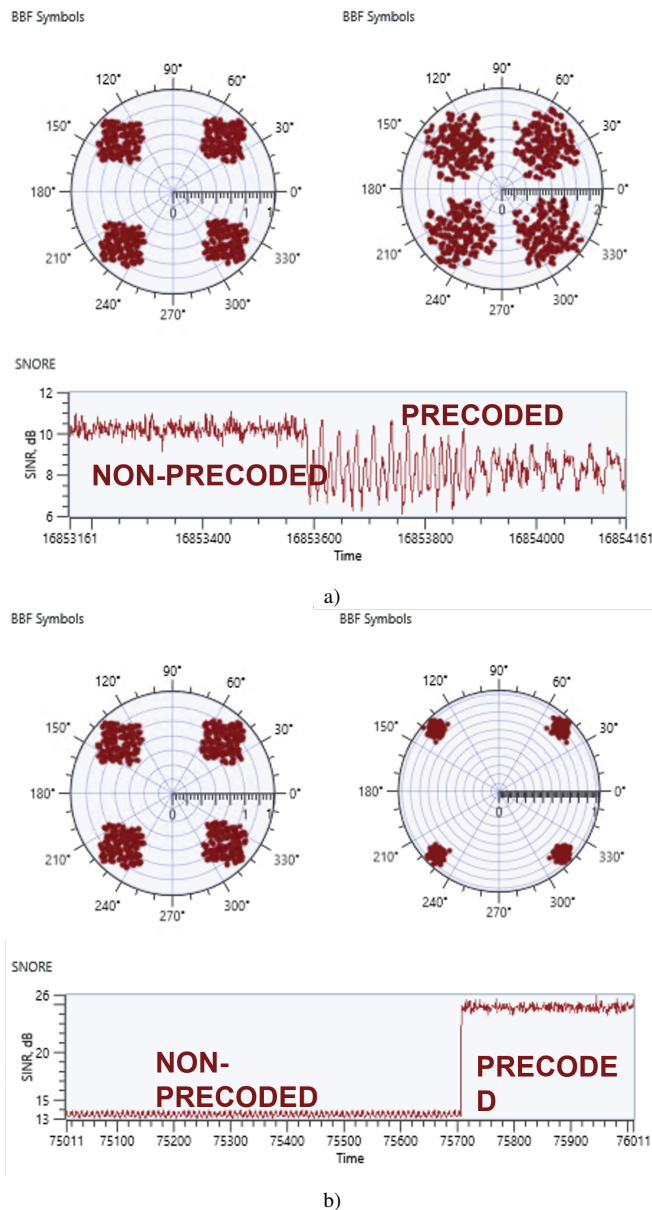 BBF Symbols BBF Symbols
90° 90°
120° 60° 120° 60°
150° 30° 150° 30°
180° 0° 180° 0°
0 1 1 0 2
210° 330° 210° 330°
240° 300° 240° 300°
270° 270°
SNORE
12
10
8
6
SINR, dB
NON-PRECODED
PRECODED
16853161 16853400 16853600 16853800 16854000 16854161
Time
a)
BBF Symbols BBF Symbols
90° 90°
120° 60° 120° 60°
150° 30° 150° 30°
180° 0° 180° 0°
0 1 1 0 1
210° 330° 210° 330°
240° 300° 240° 300°
270° 270°
SNORE
26
20
15
13
SINR, dB
NON-
PRECODED
PRECODE
D
75011 75100 75200 75300 75400 75500 75600 75700 75800 75900 76011
Time
b)